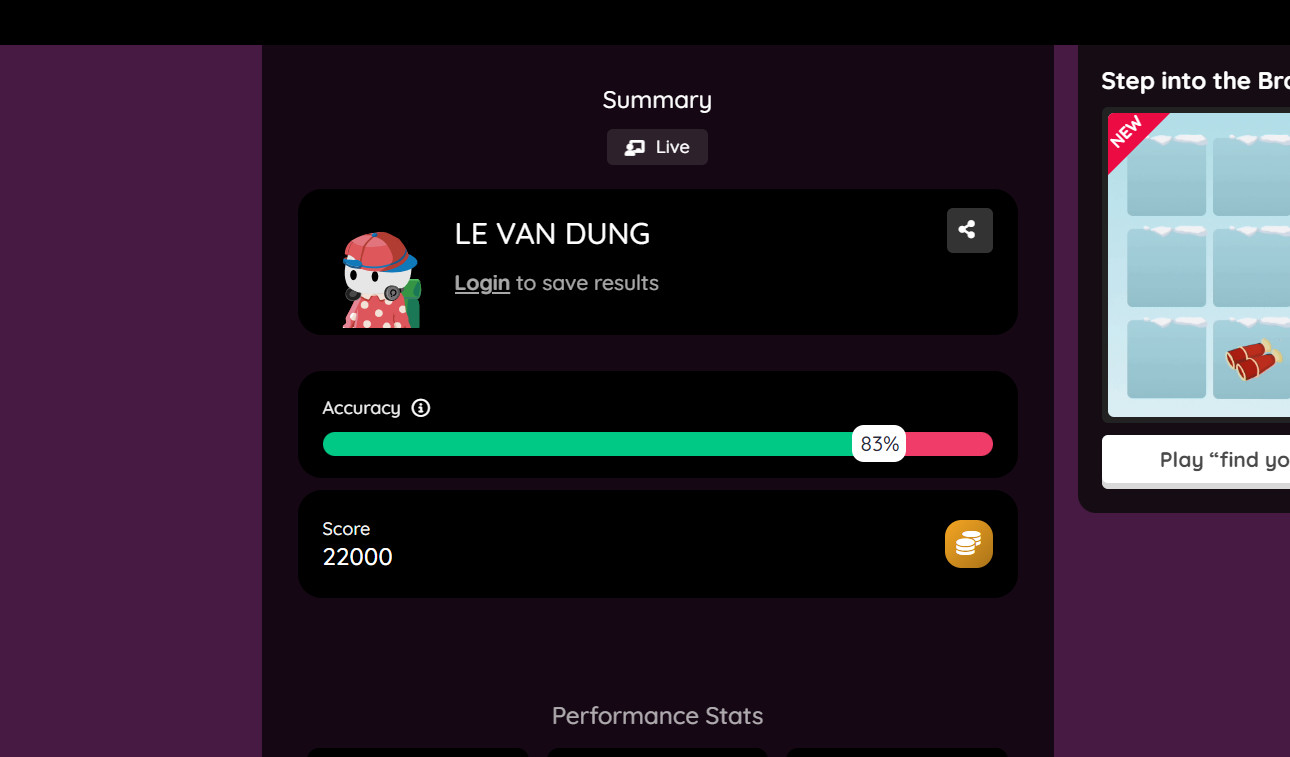 Summary
Live
LE VAN DUNG
Login to save results
Accuracy
83%
Score
22000
Performance Stats
Step into the Bra
NEW
Play “find yo